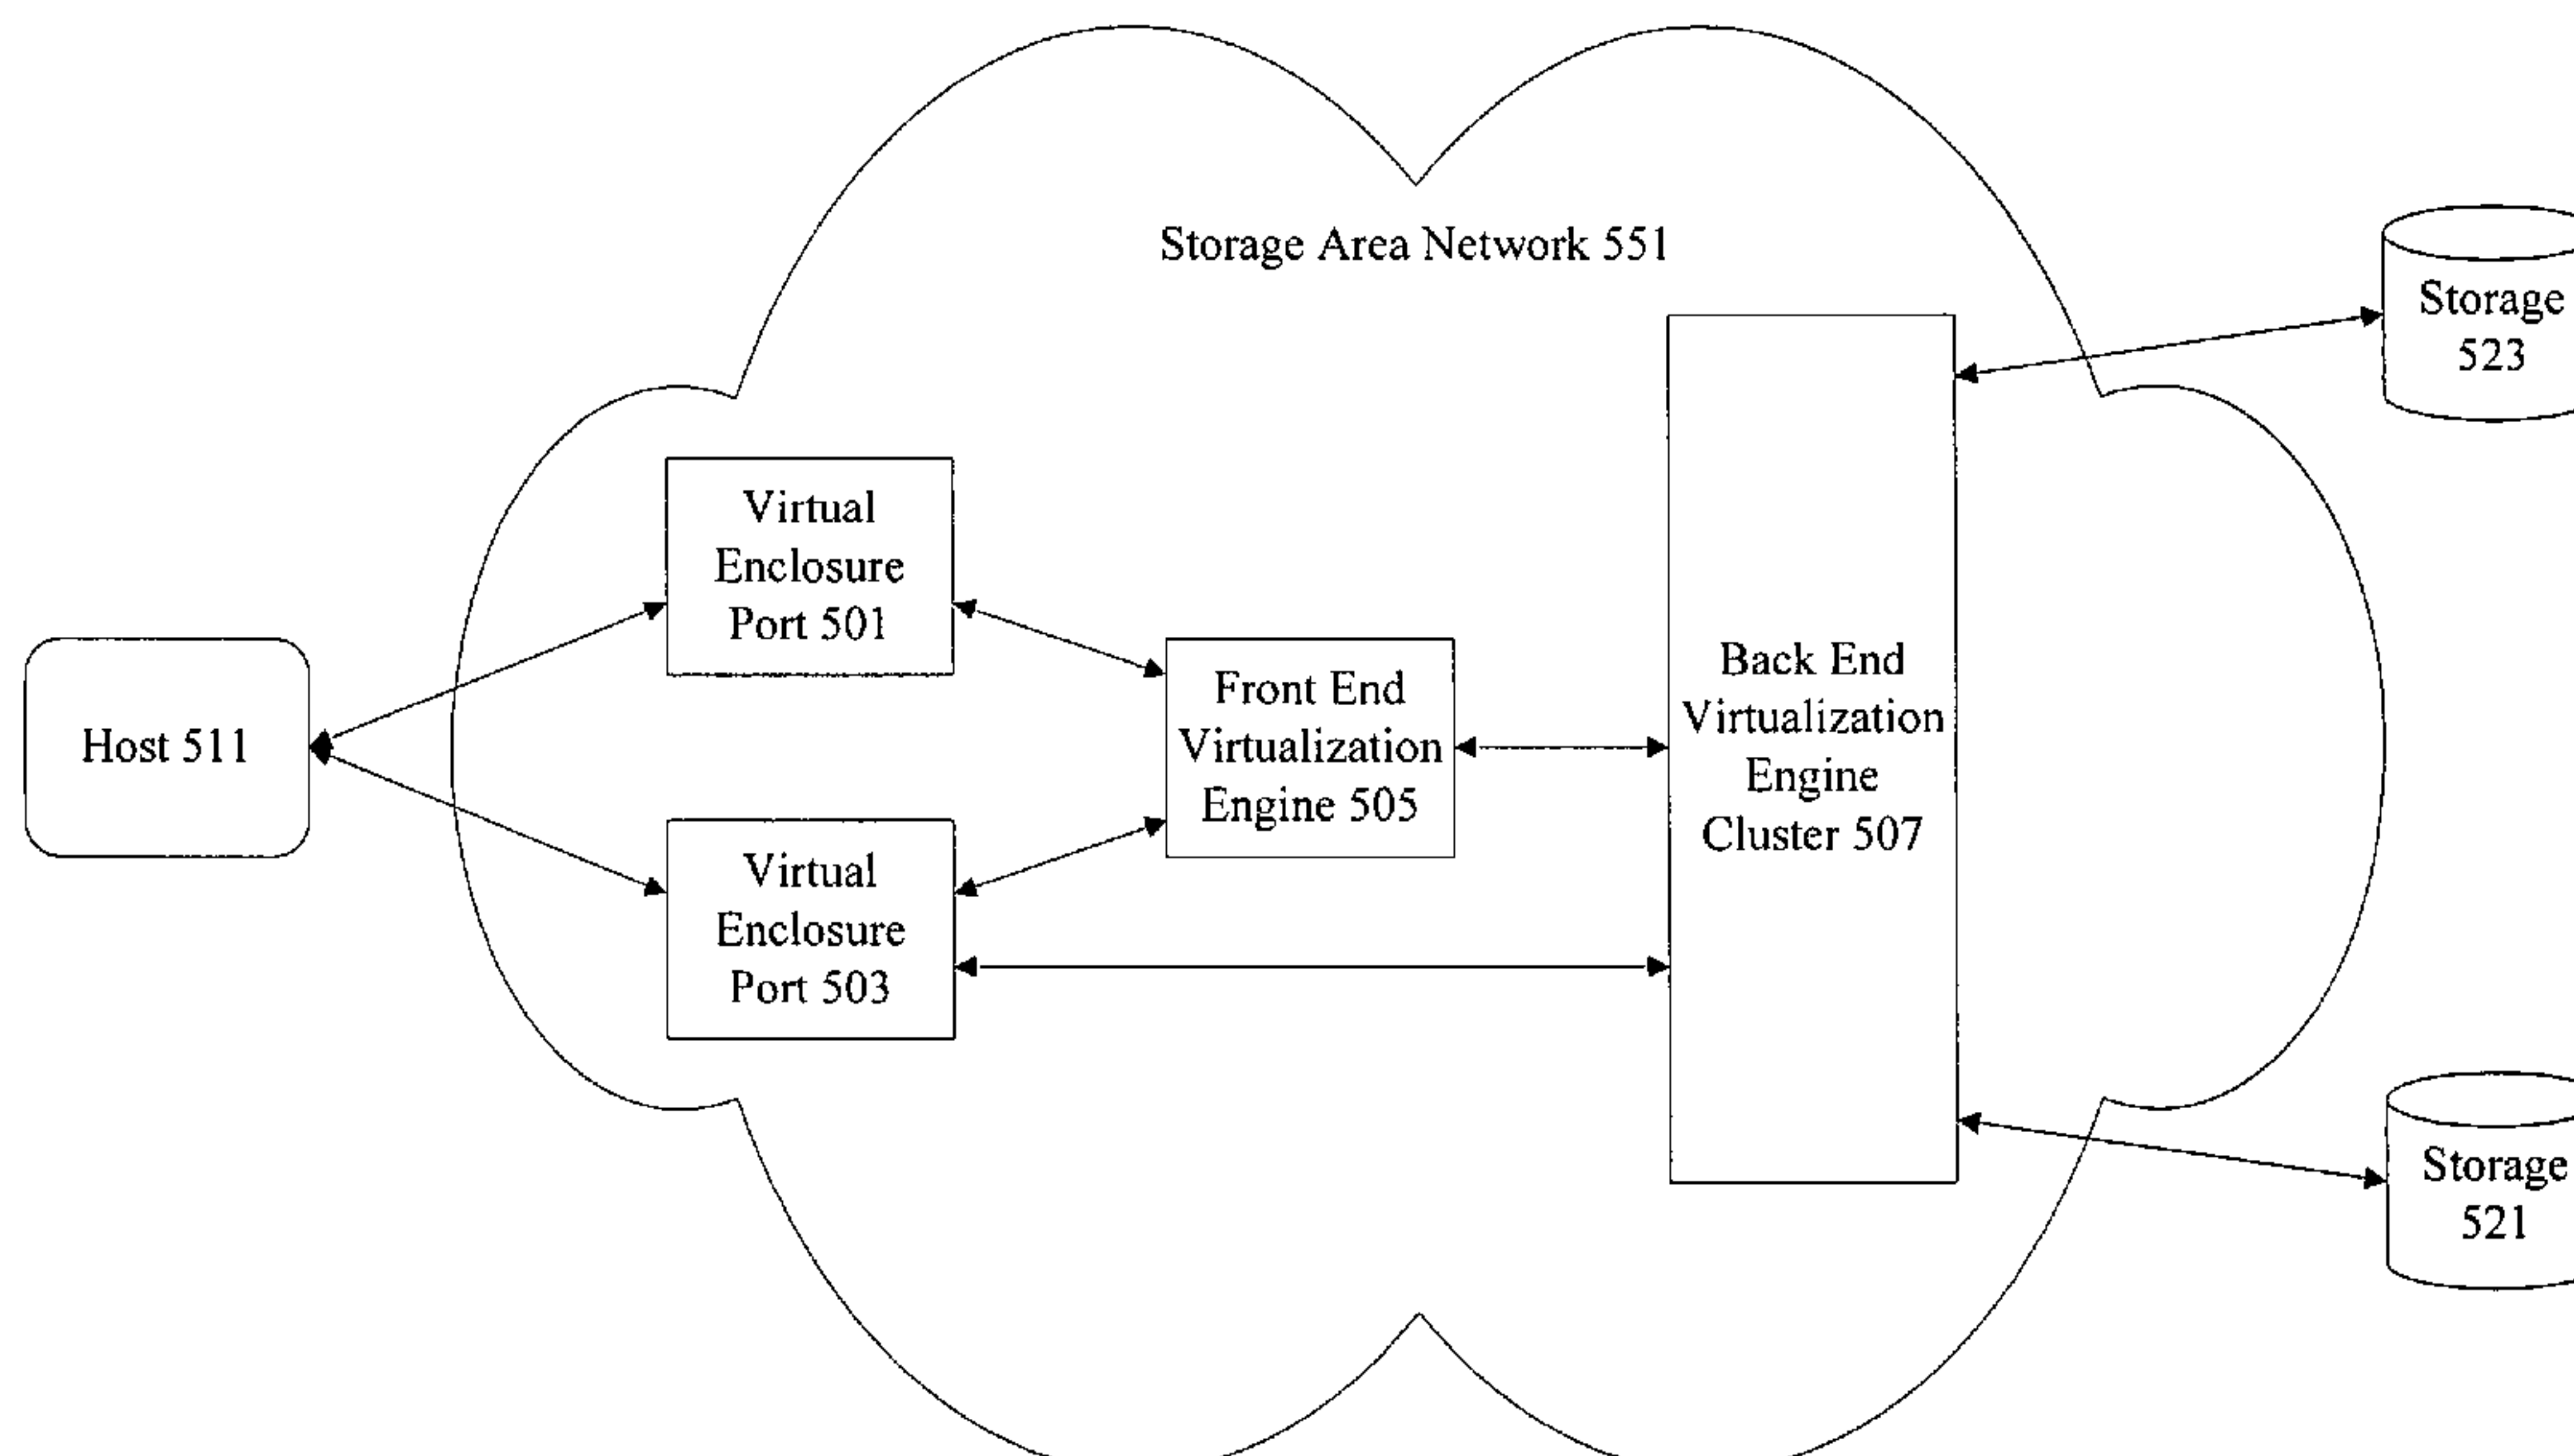 Storage Area Network 551
Storage
523
Virtual
Enclosure
Port 501
Host 511
Front End
Virtualization
Engine 505
Back End
Virtualization
Engine
Cluster 507
Virtual
Enclosure
Port 503
Storage
521